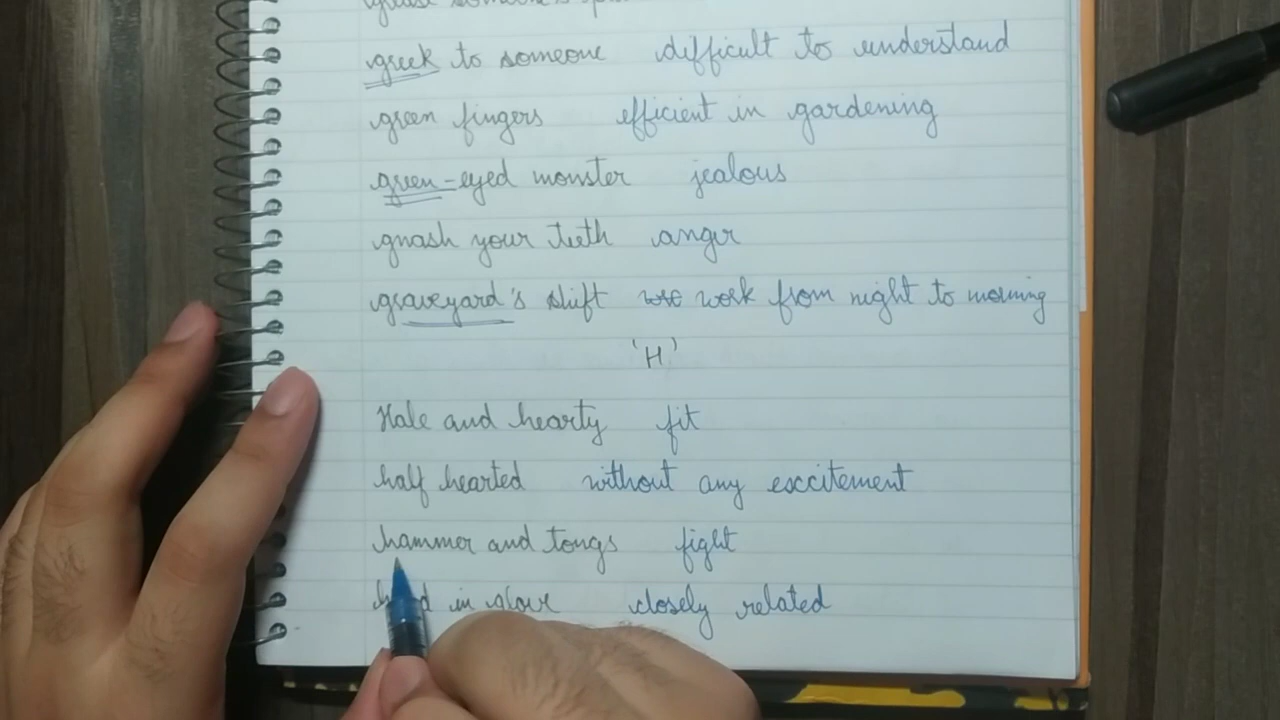 greek to someone difficult to understand
green fingers efficient in gardening
green-eyed monster jealous
gnash your teeth anger
graveyard's shift work from night to morning
'H'
Hale and hearty fit
half hearted without any excitement
hammer and tongs fight
in glove closely related